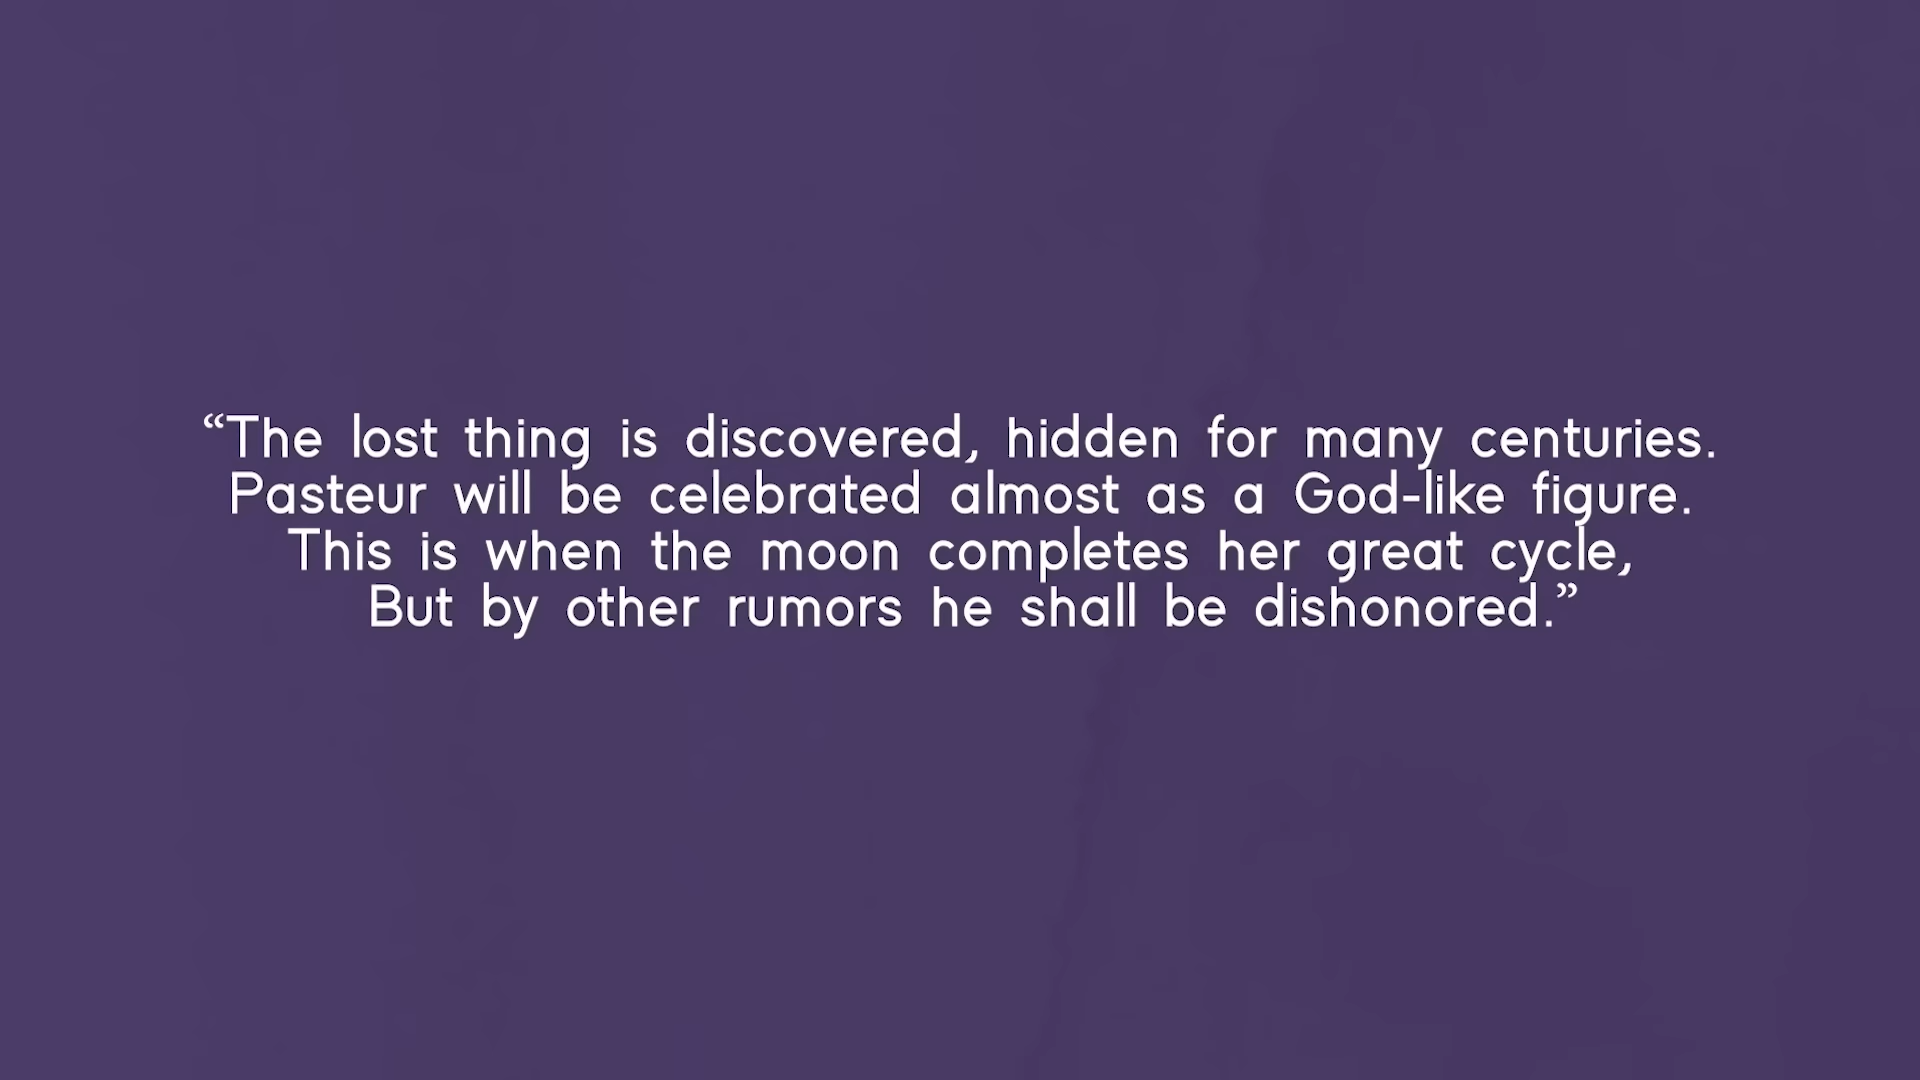 “The lost thing is discovered, hidden for many centuries.
Pasteur will be celebrated almost as a God-like figure.
This is when the moon completes her great cycle,
But by other rumors he shall be dishonored.”